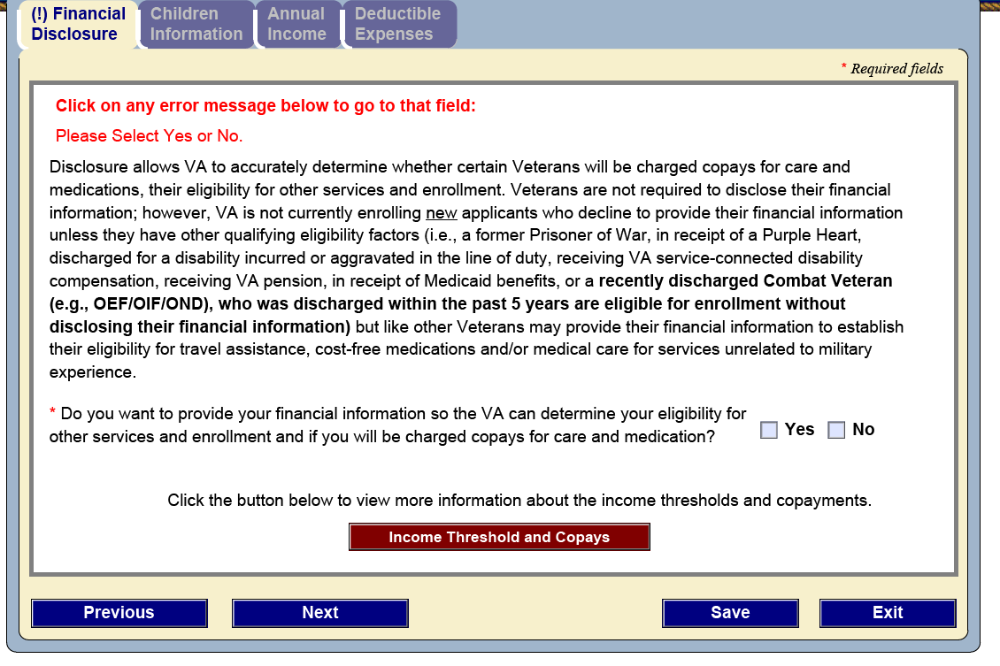 (!) Financial Disclosure
Children Information
Annual Income
Deductible Expenses
* Required fields
Click on any error message below to go to that field:
Please Select Yes or No.
Disclosure allows VA to accurately determine whether certain Veterans will be charged copays for care and
medications, their eligibility for other services and enrollment. Veterans are not required to disclose their financial
information; however, VA is not currently enrolling new applicants who decline to provide their financial information
unless they have other qualifying eligibility factors (i.e., a former Prisoner of War, in receipt of a Purple Heart,
discharged for a disability incurred or aggravated in the line of duty, receiving VA service-connected disability
compensation, receiving VA pension, in receipt of Medicaid benefits, or a recently discharged Combat Veteran
(e.g., OEF/OIF/OND), who was discharged within the past 5 years are eligible for enrollment without
disclosing their financial information) but like other Veterans may provide their financial information to establish
their eligibility for travel assistance, cost-free medications and/or medical care for services unrelated to military
experience.
* Do you want to provide your financial information so the VA can determine your eligibility for
other services and enrollment and if you will be charged copays for care and medication?
Yes No
Click the button below to view more information about the income thresholds and copayments.
Income Threshold and Copays
Previous Next Save Exit